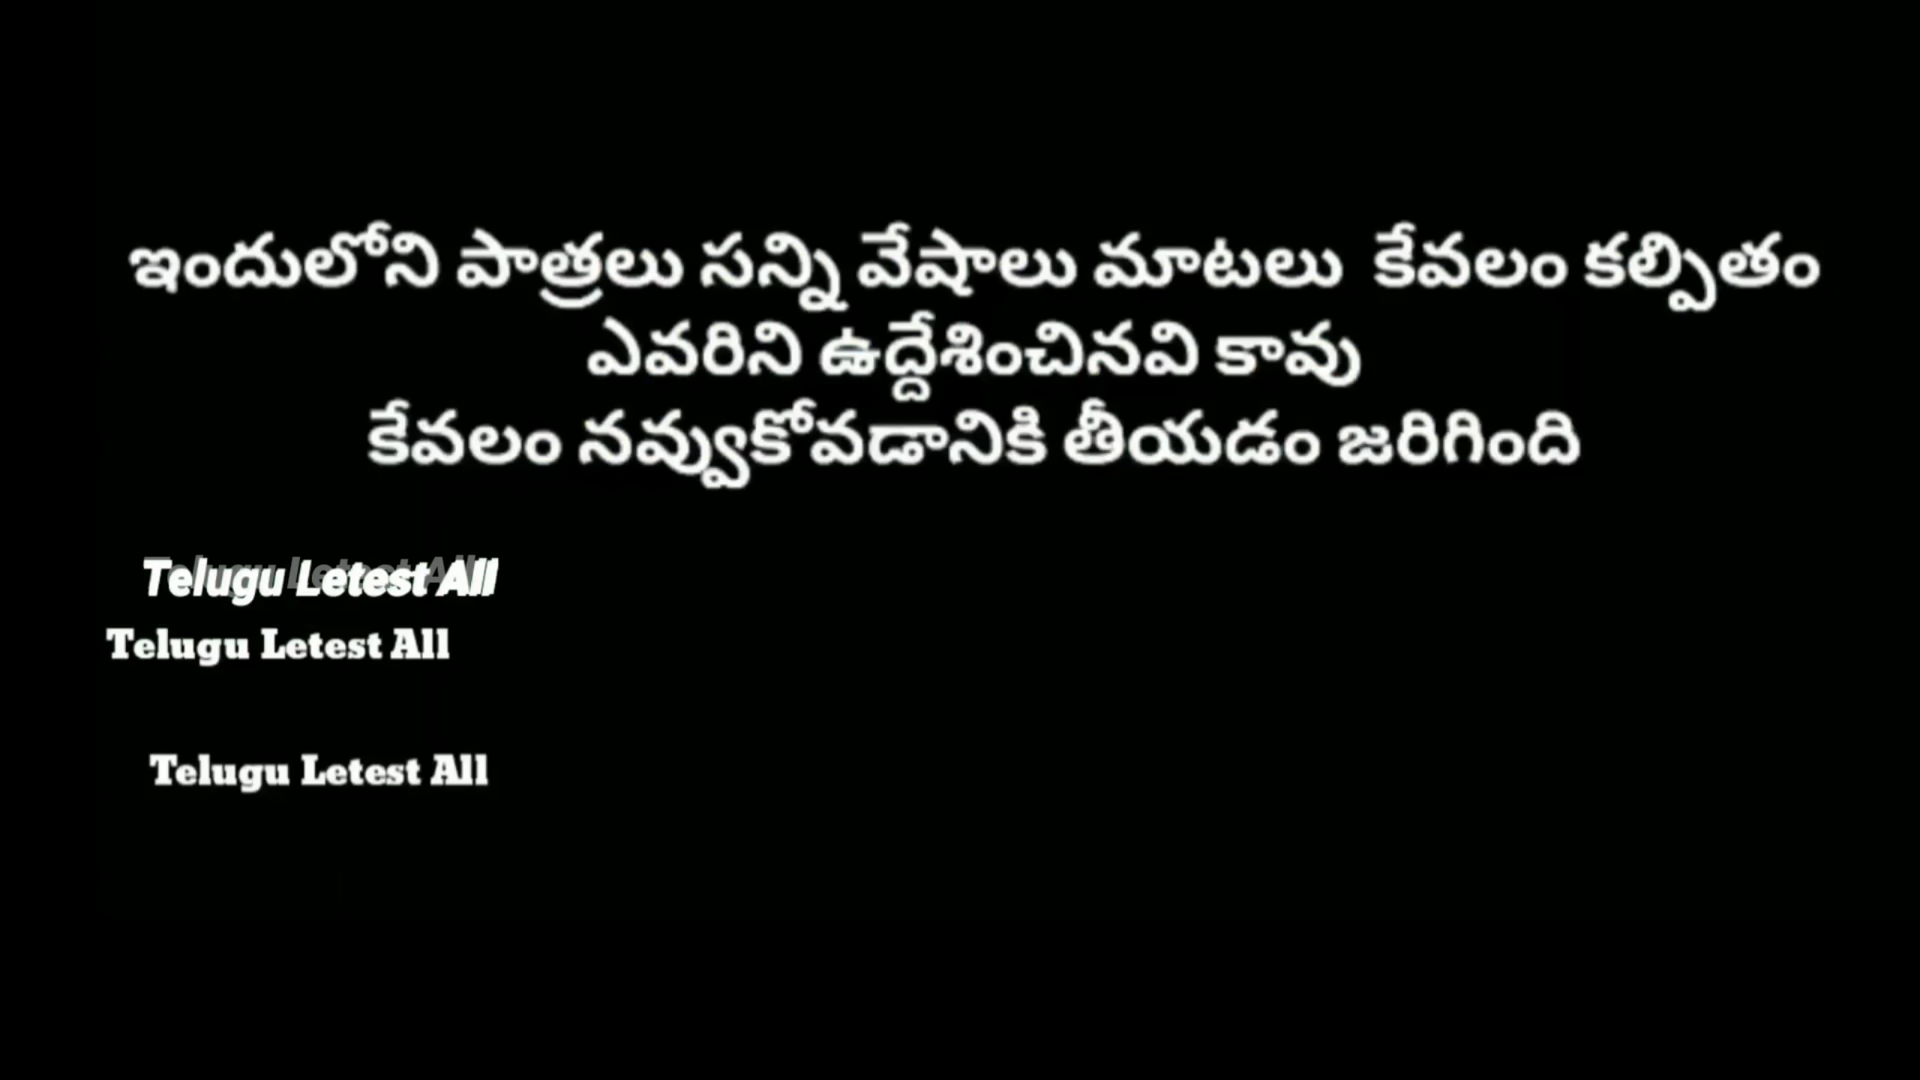 ఇందులోని పాత్రలు సన్ని వేషాలు మాటలు కేవలం కల్పితం
ఎవరిని ఉద్దేశించినవి కావు
కేవలం నవ్వుకోవడానికి తీయడం జరిగింది
Telugu Letest All
Telugu Letest All
Telugu Letest All